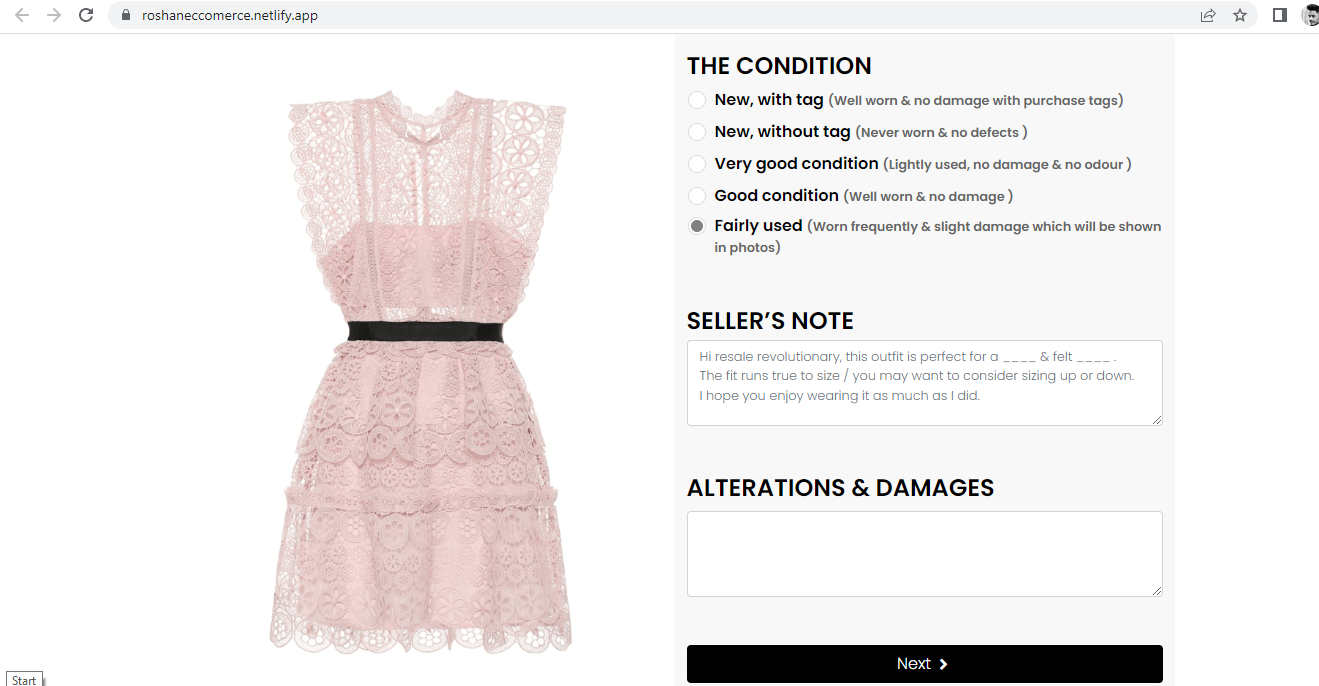 roshaneccomerce.netlify.app
THE CONDITION
New, with tag (Well worn & no damage with purchase tags)
New, without tag (Never worn & no defects )
Very good condition (Lightly used, no damage & no odour )
Good condition (Well worn & no damage )
Fairly used (Worn frequently & slight damage which will be shown
in photos)
SELLER’S NOTE
Hi resale revolutionary, this outfit is perfect for a ____ & felt ____ .
The fit runs true to size / you may want to consider sizing up or down.
I hope you enjoy wearing it as much as I did.
ALTERATIONS & DAMAGES
Next
Start